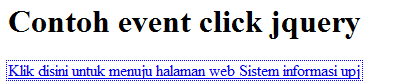 Contoh event click jquery
Klik disini untuk menuju halaman web Sistem informasi upj